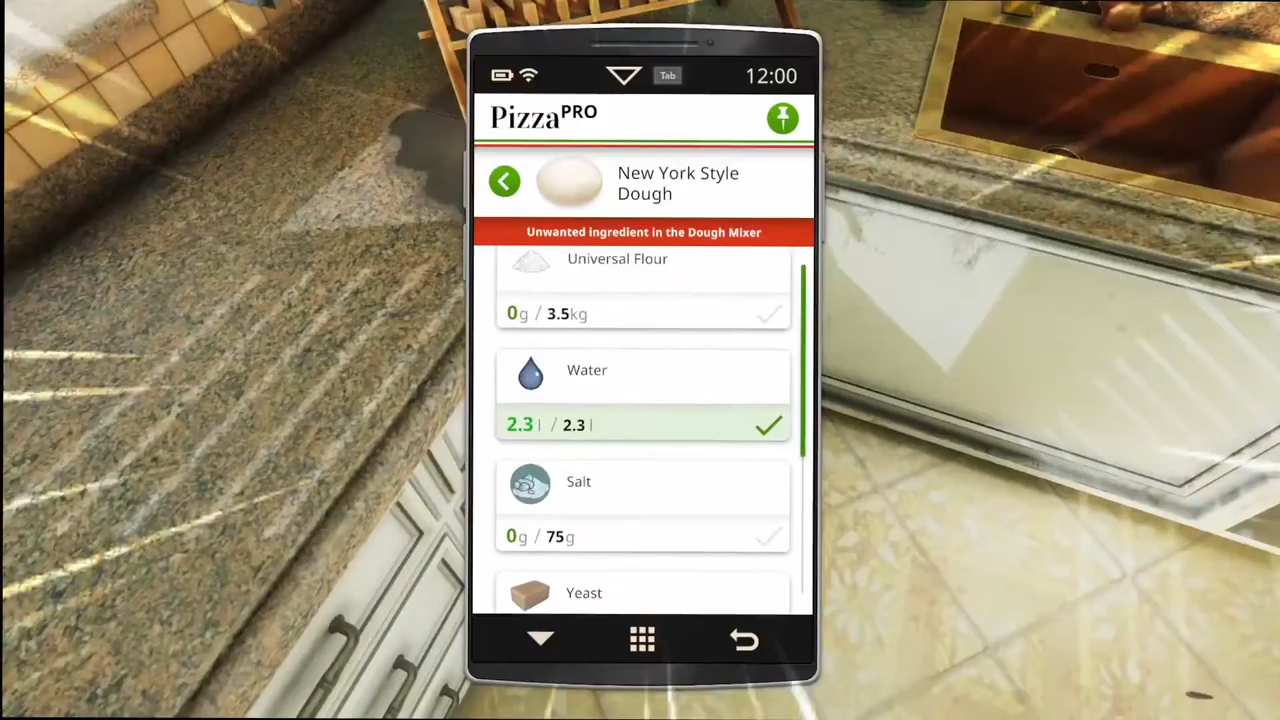 Tab
12:00
PizzaPRO
New York Style
Dough
Unwanted ingredient in the Dough Mixer
Universal Flour
0g / 3.5kg
Water
2.3 l / 2.3 l
Salt
0g / 75g
Yeast